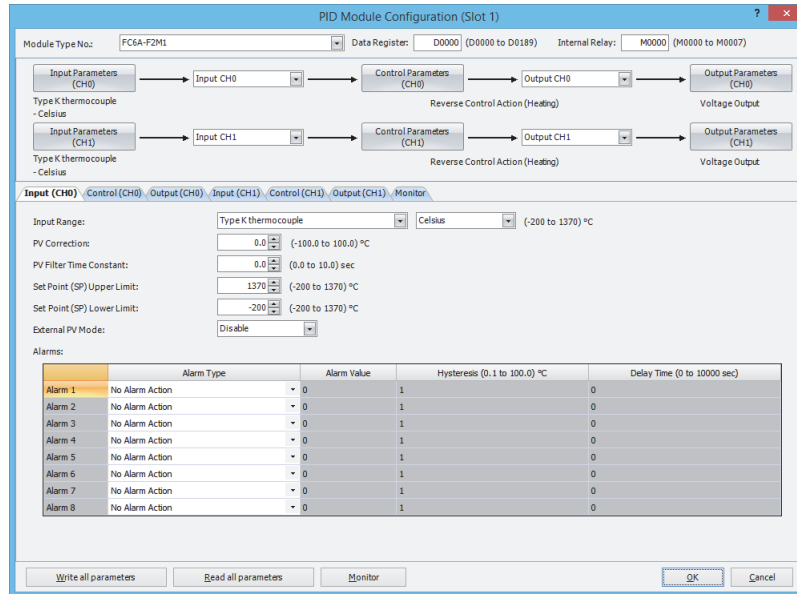 PID Module Configuration (Slot 1)
? ×
Module Type No.: FC6A-F2M1 Data Register: D0000 (D0000 to D0189) Internal Relay: M0000 (M0000 to M0007)
Input Parameters (CH0) Input CH0 Control Parameters (CH0) Output CH0 Output Parameters (CH0)
Type K thermocouple - Celsius Reverse Control Action (Heating) Voltage Output
Input Parameters (CH1) Input CH1 Control Parameters (CH1) Output CH1 Output Parameters (CH1)
Type K thermocouple - Celsius Reverse Control Action (Heating) Voltage Output
Input (CH0) Control (CH0) Output (CH0) Input (CH1) Control (CH1) Output (CH1) Monitor
Input Range: Type K thermocouple Celsius (-200 to 1370) ºC
PV Correction: 0.0 (-100.0 to 100.0) ºC
PV Filter Time Constant: 0.0 (0.0 to 10.0) sec
Set Point (SP) Upper Limit: 1370 (-200 to 1370) ºC
Set Point (SP) Lower Limit: -200 (-200 to 1370) ºC
External PV Mode: Disable
Alarms:
Alarm Type Alarm Value Hysteresis (0.1 to 100.0) ºC Delay Time (0 to 10000 sec)
Alarm 1 No Alarm Action 0 1 0
Alarm 2 No Alarm Action 0 1 0
Alarm 3 No Alarm Action 0 1 0
Alarm 4 No Alarm Action 0 1 0
Alarm 5 No Alarm Action 0 1 0
Alarm 6 No Alarm Action 0 1 0
Alarm 7 No Alarm Action 0 1 0
Alarm 8 No Alarm Action 0 1 0
Write all parameters Read all parameters Monitor OK Cancel